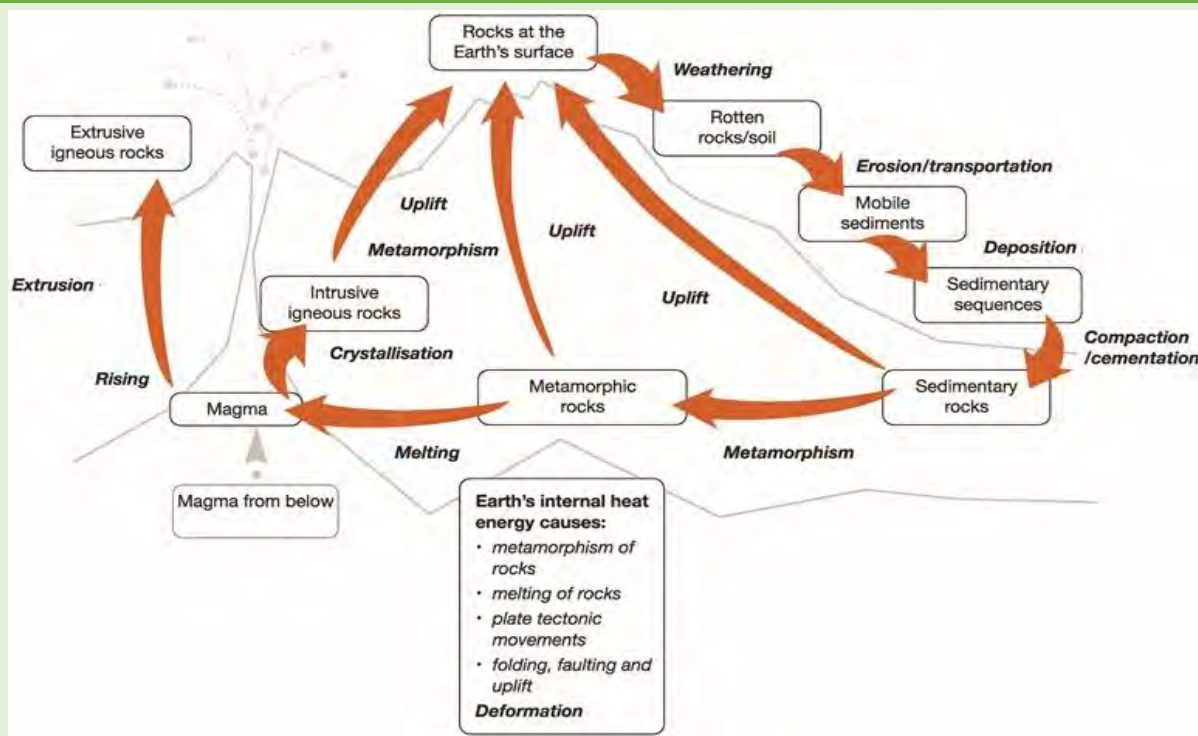 Rocks at the
Earth's surface
Weathering
Rotten
rocks/soil
Erosion/transportation
Mobile
sediments
Deposition
Sedimentary
sequences
Compaction
/cementation
Sedimentary
rocks
Extrusive
igneous rocks
Uplift
Metamorphism
Uplift
Uplift
Extrusion
Intrusive
igneous rocks
Crystallisation
Rising
Magma
Metamorphic
rocks
Melting
Metamorphism
Magma from below
Earth's internal heat
energy causes:
• metamorphism of
rocks
• melting of rocks
• plate tectonic
movements
• folding, faulting and
uplift
Deformation